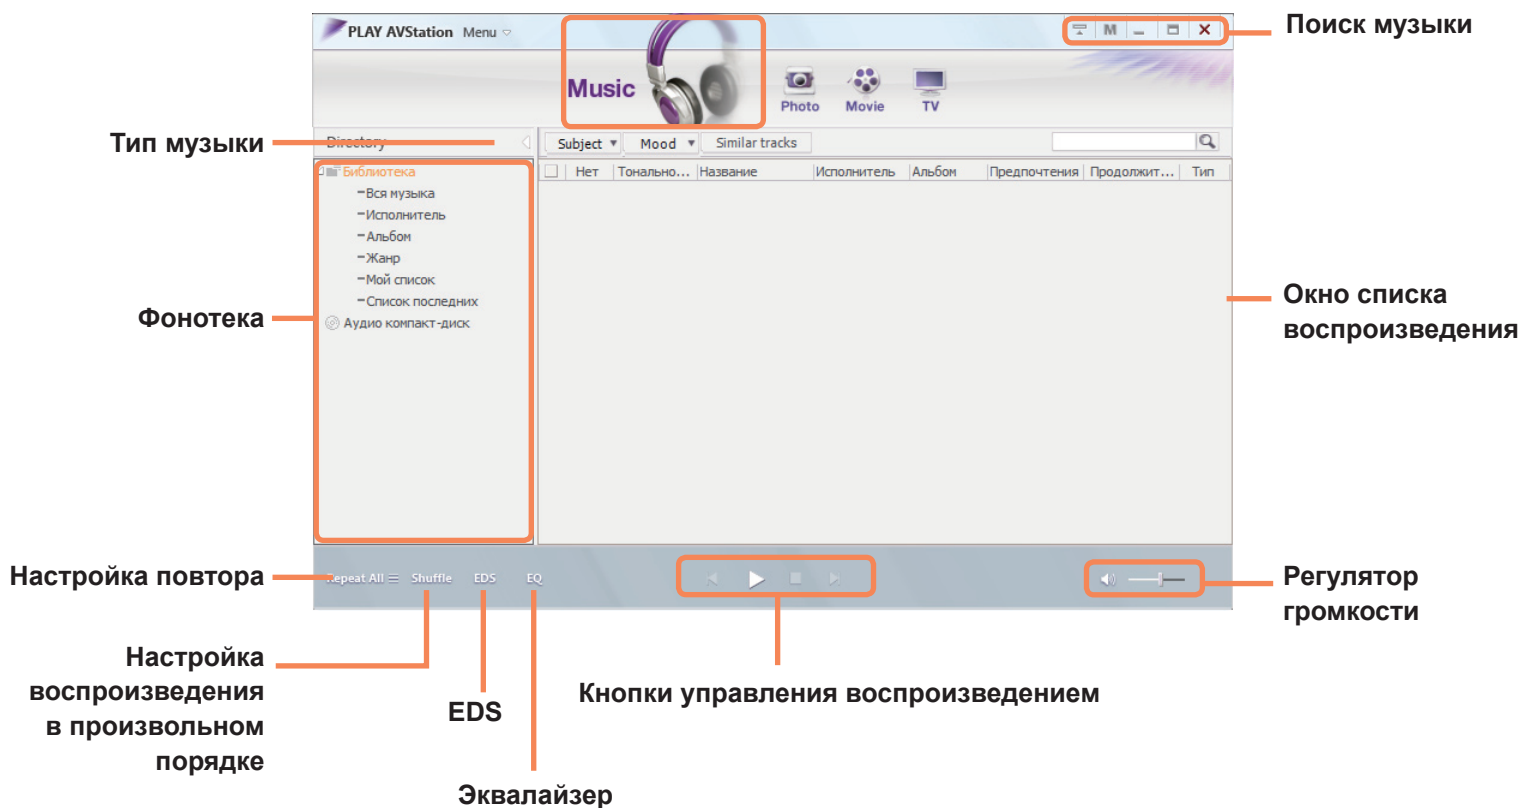 PLAY AVStation Menu
M
Поиск музыки
Music
Photo
Movie
TV
Тип музыки
Directory
Subject
Mood
Similar tracks
Библиотека
Нет
Тонально...
Название
Исполнитель
Альбом
Предпочтения
Продолжит...
Тип
Вся музыка
Исполнитель
Альбом
Жанр
Мой список
Список последних
Аудио компакт-диск
Фонотека
Окно списка
воспроизведения
Настройка повтора
Repeat All
Shuffle
EDS
EQ
Регулятор
громкости
Настройка
воспроизведения
в произвольном
порядке
EDS
Кнопки управления воспроизведением
Эквалайзер